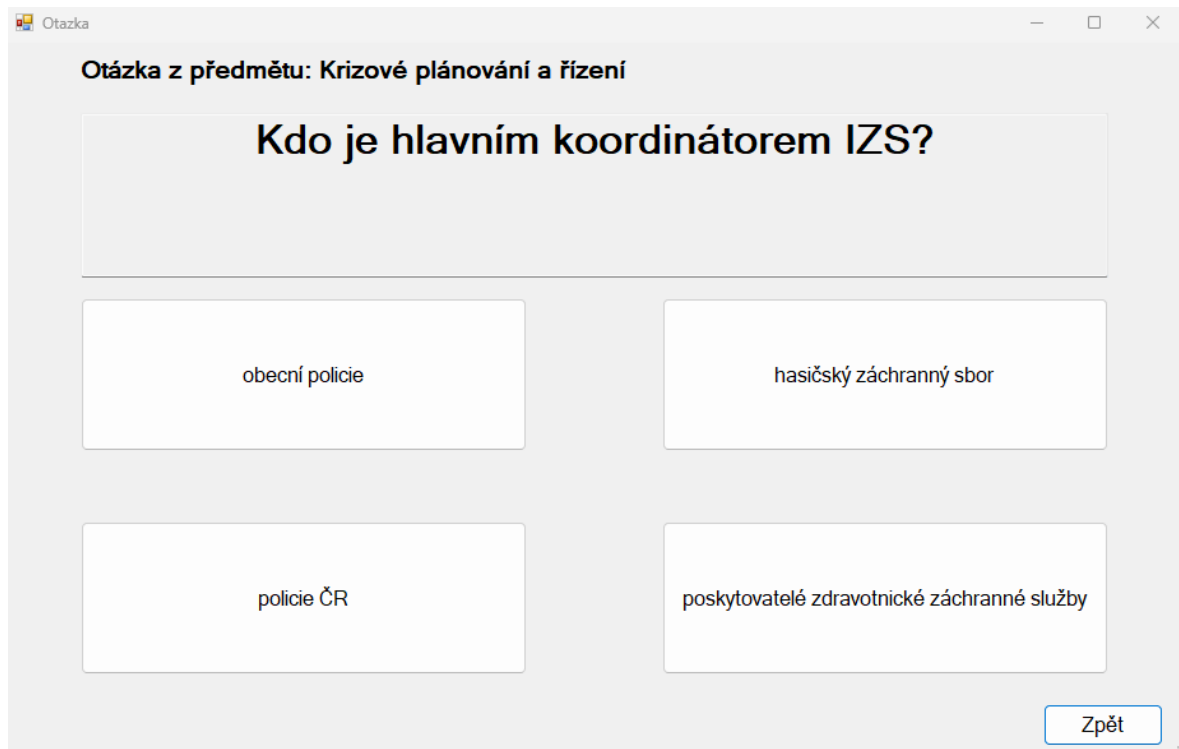 Otazka
Otázka z předmětu: Krizové plánování a řízení
Kdo je hlavním koordinátorem IZS?
obecní policie
hasičský záchranný sbor
policie ČR
poskytovatelé zdravotnické záchranné služby
Zpět